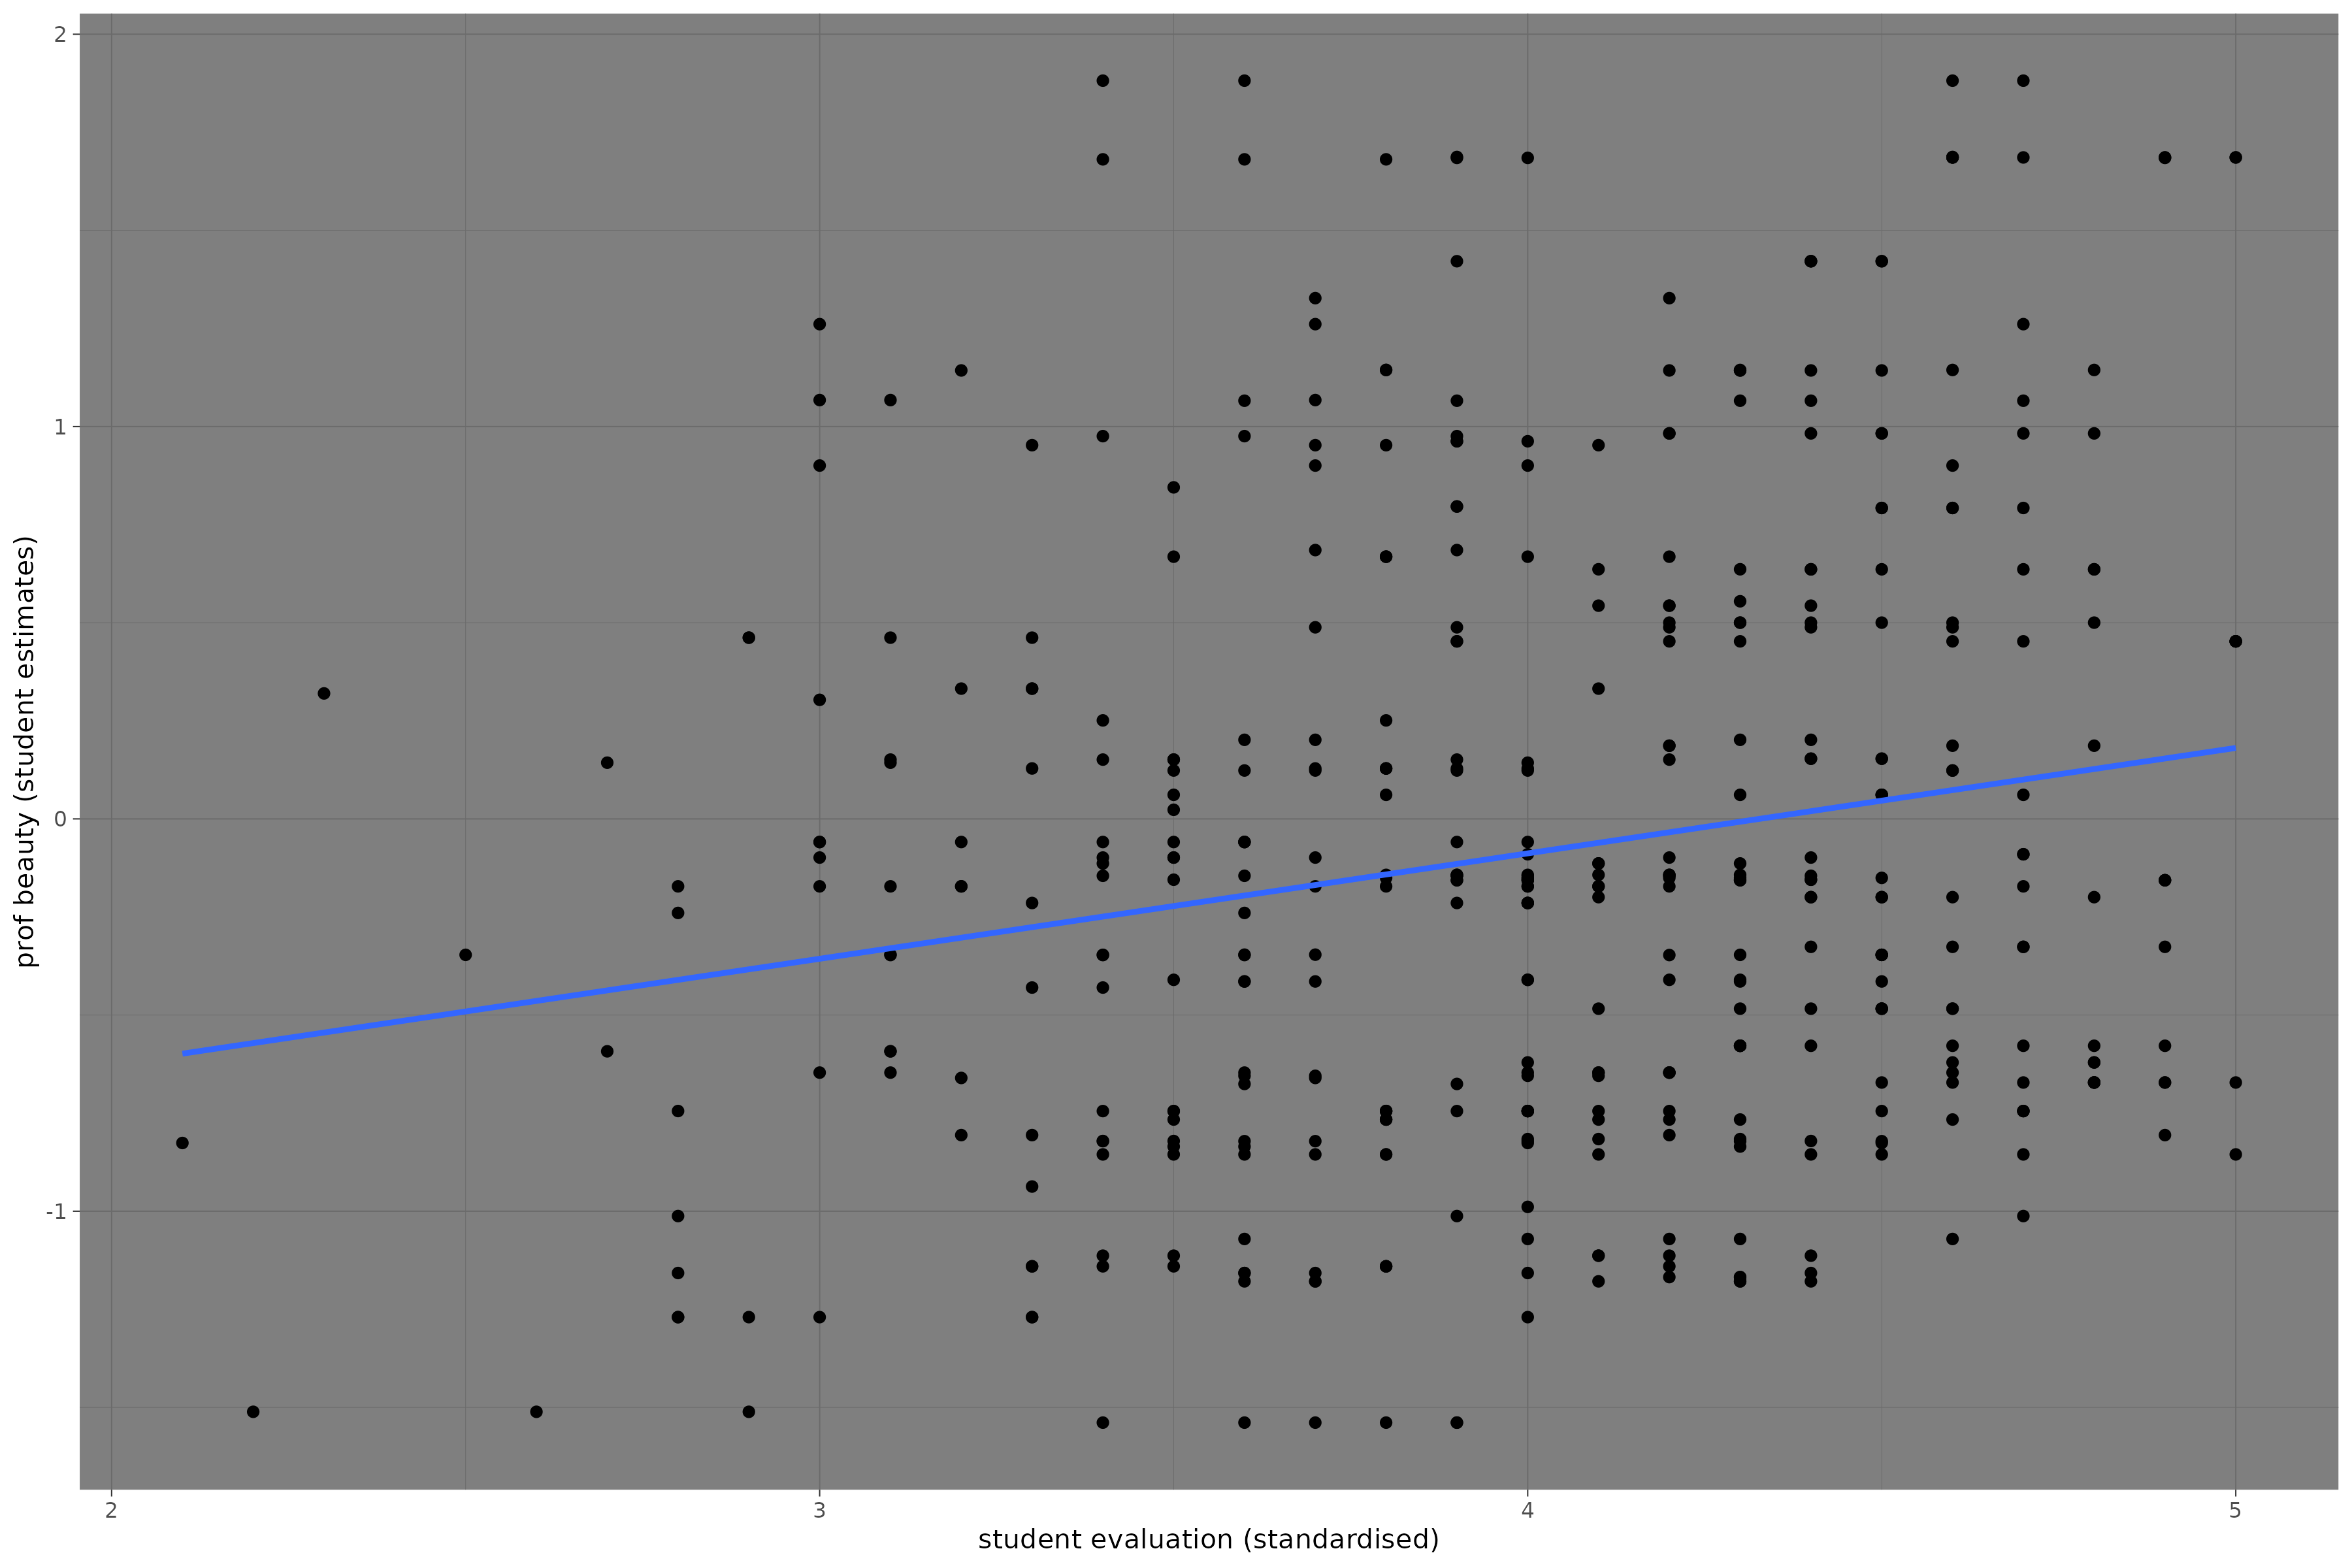 2
1
0
-1
prof beauty (student estimates)
2 3 4 5
student evaluation (standardised)